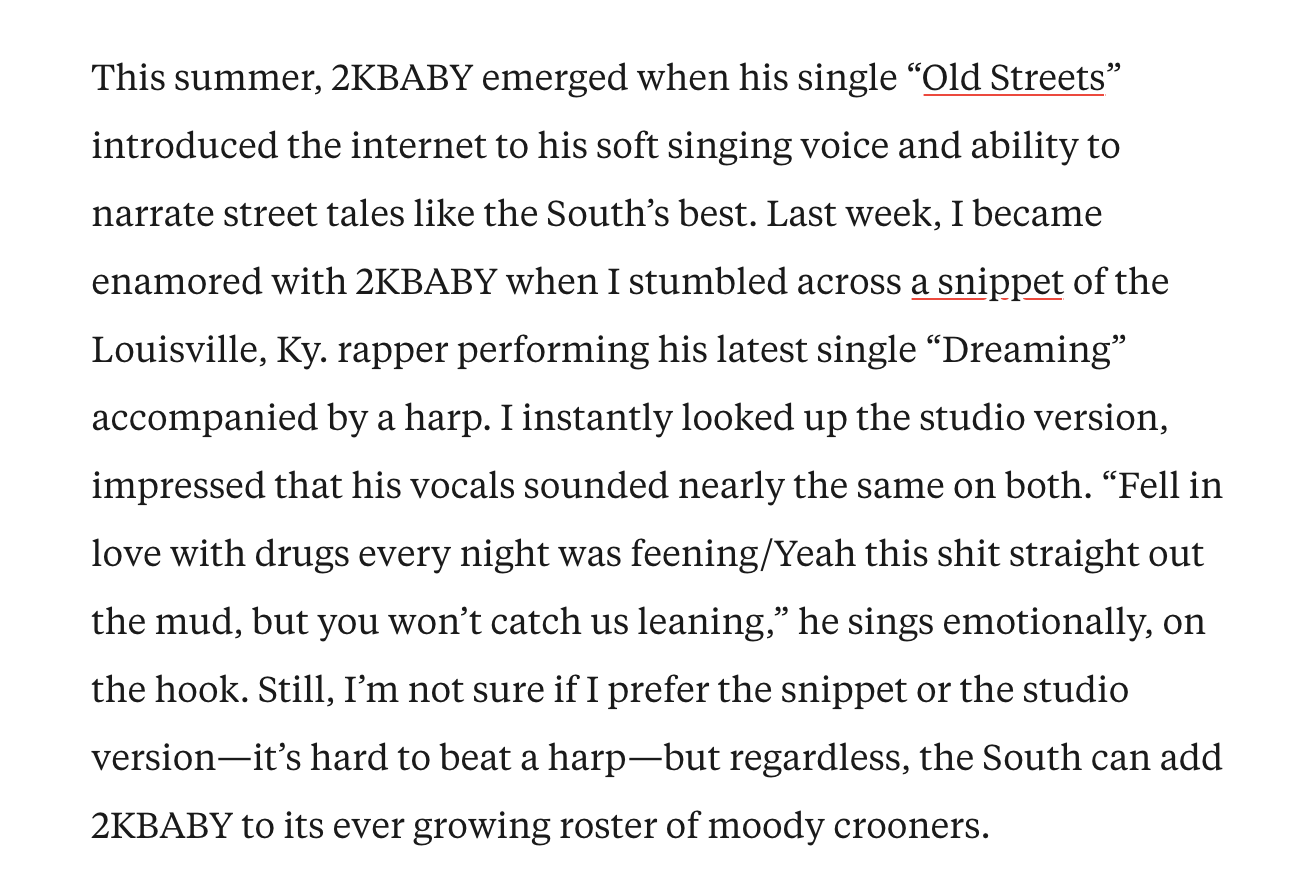 This summer, 2KBABY emerged when his single “Old Streets”
introduced the internet to his soft singing voice and ability to
narrate street tales like the South’s best. Last week, I became
enamored with 2KBABY when I stumbled across a snippet of the
Louisville, Ky. rapper performing his latest single “Dreaming”
accompanied by a harp. I instantly looked up the studio version,
impressed that his vocals sounded nearly the same on both. “Fell in
love with drugs every night was feening/Yeah this shit straight out
the mud, but you won’t catch us leaning,” he sings emotionally, on
the hook. Still, I’m not sure if I prefer the snippet or the studio
version—it’s hard to beat a harp—but regardless, the South can add
2KBABY to its ever growing roster of moody crooners.